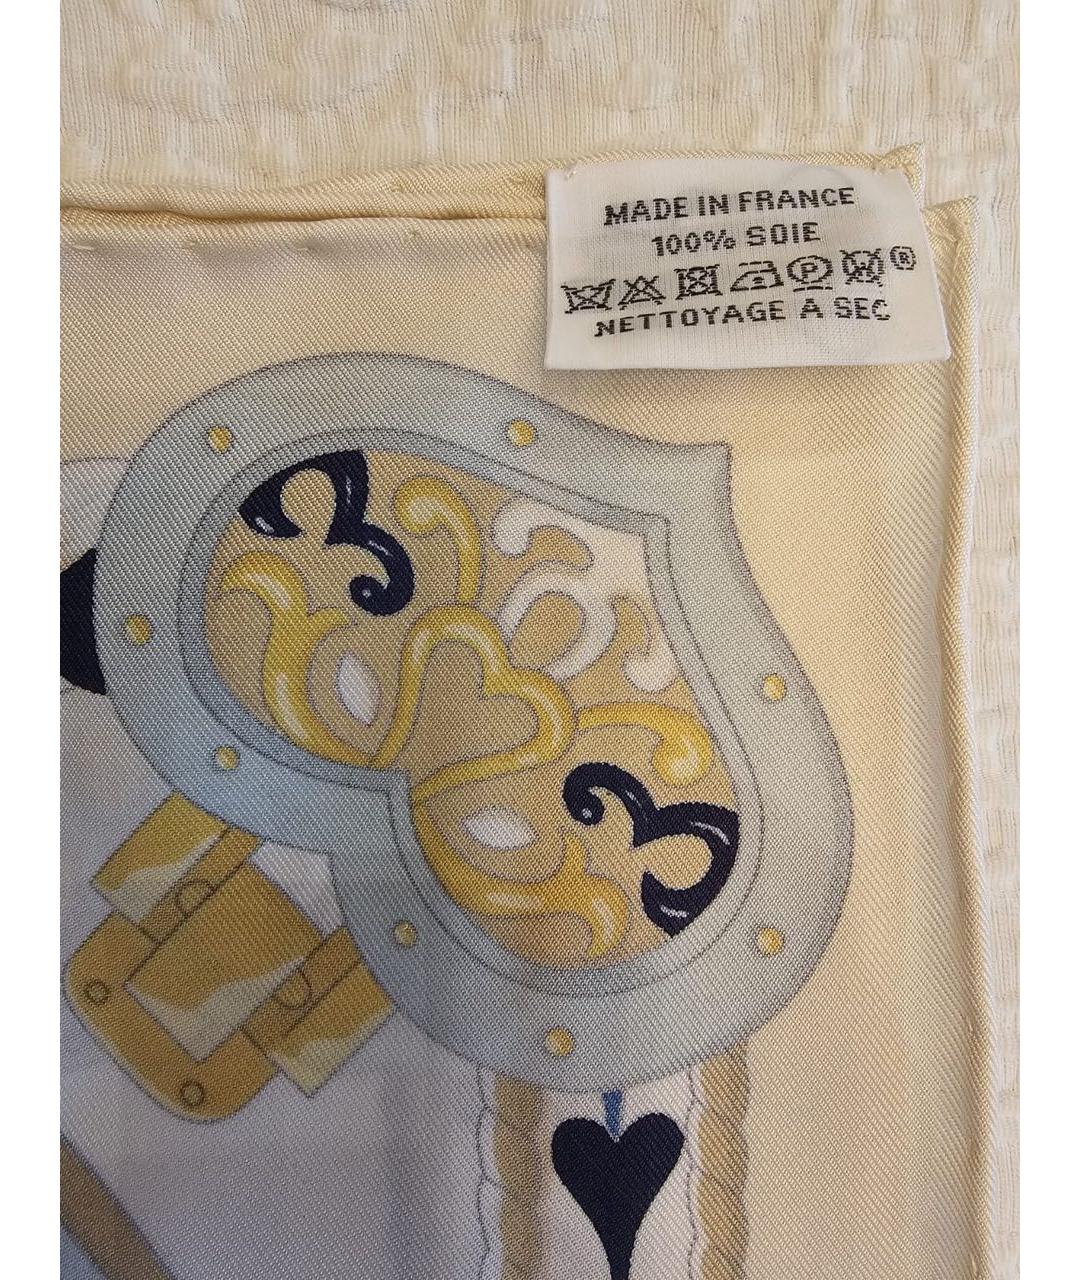 MADE IN FRANCE
100% SOIE
®
NETTOYAGE A SEC